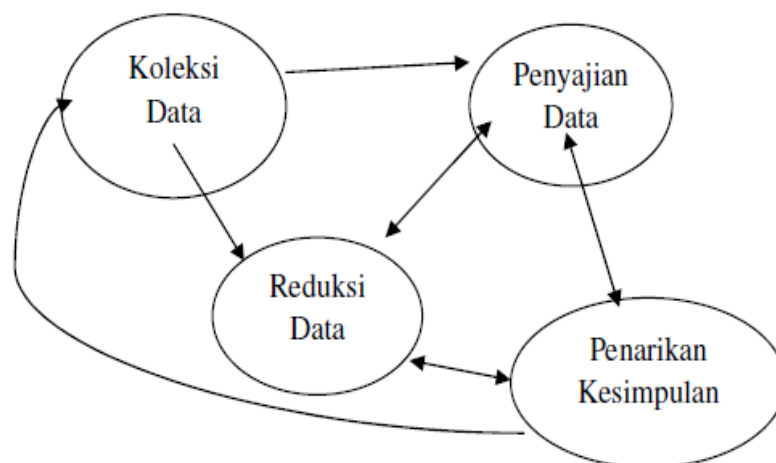 Koleksi
Data
Penyajian
Data
Reduksi
Data
Penarikan
Kesimpulan